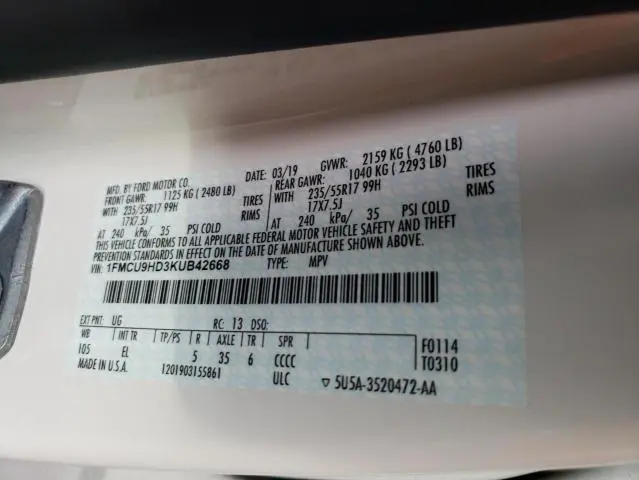 MFD. BY FORD MOTOR CO.
DATE: 03/19 GVWR: 2159 KG ( 4760 LB)
FRONT GAWR: 1125 KG ( 2480 LB) REAR GAWR: 1040 KG ( 2293 LB)
WITH 235/55R17 99H TIRES WITH 235/55R17 99H TIRES
17X7.5J RIMS 17X7.5J RIMS
AT 240 kPa/ 35 PSI COLD AT 240 kPa/ 35 PSI COLD
THIS VEHICLE CONFORMS TO ALL APPLICABLE FEDERAL MOTOR VEHICLE SAFETY AND THEFT
PREVENTION STANDARDS IN EFFECT ON THE DATE OF MANUFACTURE SHOWN ABOVE.
VIN: 1FMCU9HD3KUB42668 TYPE: MPV
EXT PNT: UG RC: 13 DSO:
WB INT TR TP/PS R AXLE TR SPR F0114
105 EL 5 35 6 CCCC T0310
MADE IN U.S.A. 1201903155861 ULC ▽ 5U5A-3520472-AA